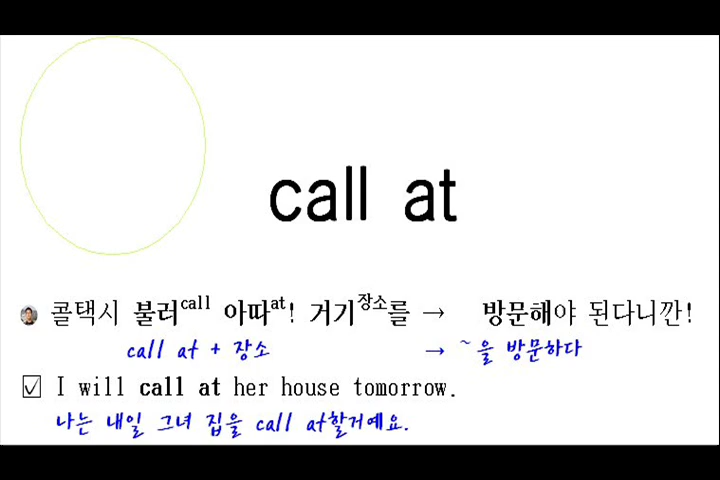 call at
콜택시 불러call 아따at! 거기장소를 → 방문해야 된다니깐!
call at + 장소 → ~을 방문하다
☑ I will call at her house tomorrow.
나는 내일 그녀 집을 call at할거예요.